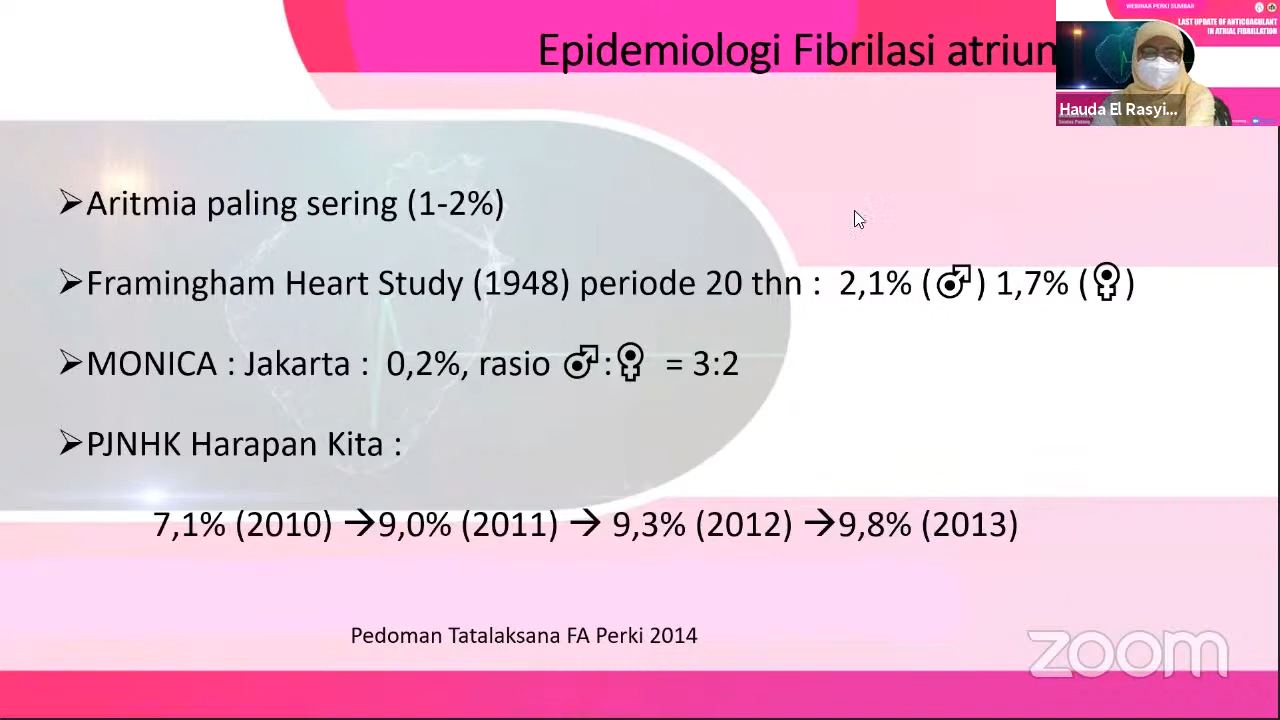 Epidemiologi Fibrilasi atrium
WEBINAR PERKI SUMBAR
LAST UPDATE OF ANTICOAGULANT
IN ATRIAL FIBRILLATION
Hauda El Rasyi...
➢Aritmia paling sering (1-2%)
➢Framingham Heart Study (1948) periode 20 thn : 2,1% (♂) 1,7% (♀)
➢MONICA : Jakarta : 0,2%, rasio ♂:♀ = 3:2
➢PJNHK Harapan Kita :
7,1% (2010) →9,0% (2011) → 9,3% (2012) →9,8% (2013)
Pedoman Tatalaksana FA Perki 2014
zoom